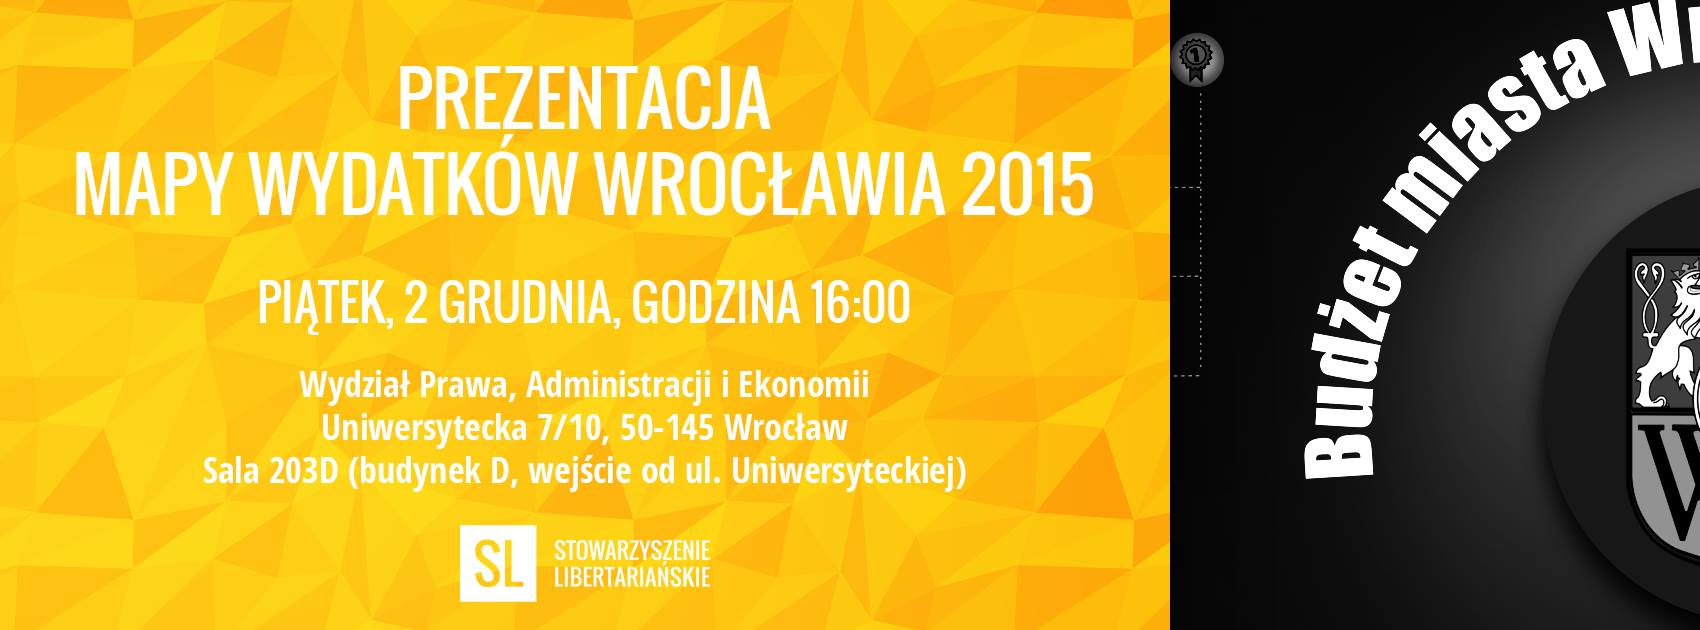 PREZENTACJA
MAPY WYDATKÓW WROCŁAWIA 2015
PIĄTEK, 2 GRUDNIA, GODZINA 16:00
Wydział Prawa, Administracji i Ekonomii
Uniwersytecka 7/10, 50-145 Wrocław
Sala 203D (budynek D, wejście od ul. Uniwersyteckiej)
SL
STOWARZYSZENIE
LIBERTARIAŃSKIE
1
Budżet miasta
W